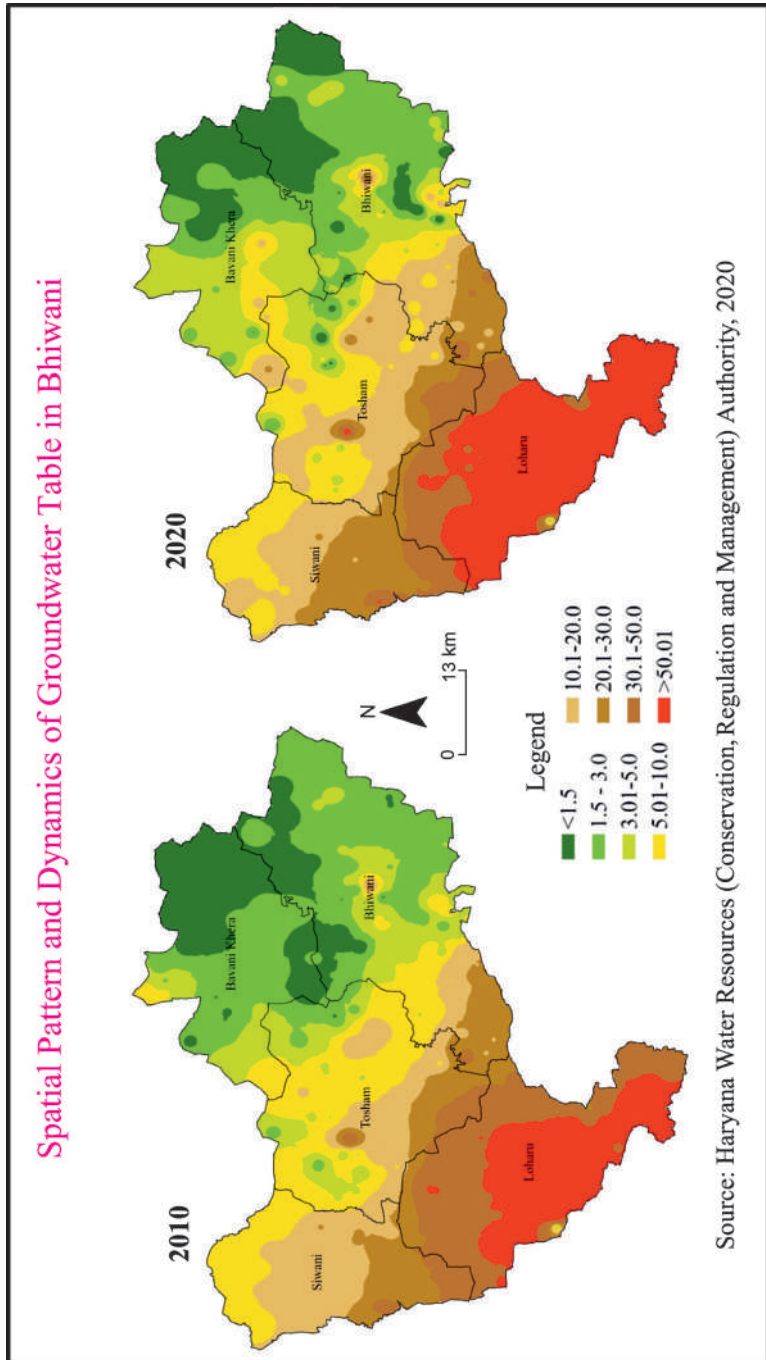 Spatial Pattern and Dynamics of Groundwater Table in Bhiwani
2010
Siwani
Tosham
Bavani Khera
Bhiwani
Loharu
2020
Siwani
Tosham
Bavani Khera
Bhiwani
Loharu
N
0 13 km
Legend
<1.5
1.5 - 3.0
3.01-5.0
5.01-10.0
10.1-20.0
20.1-30.0
30.1-50.0
>50.01
Source: Haryana Water Resources (Conservation, Regulation and Management) Authority, 2020